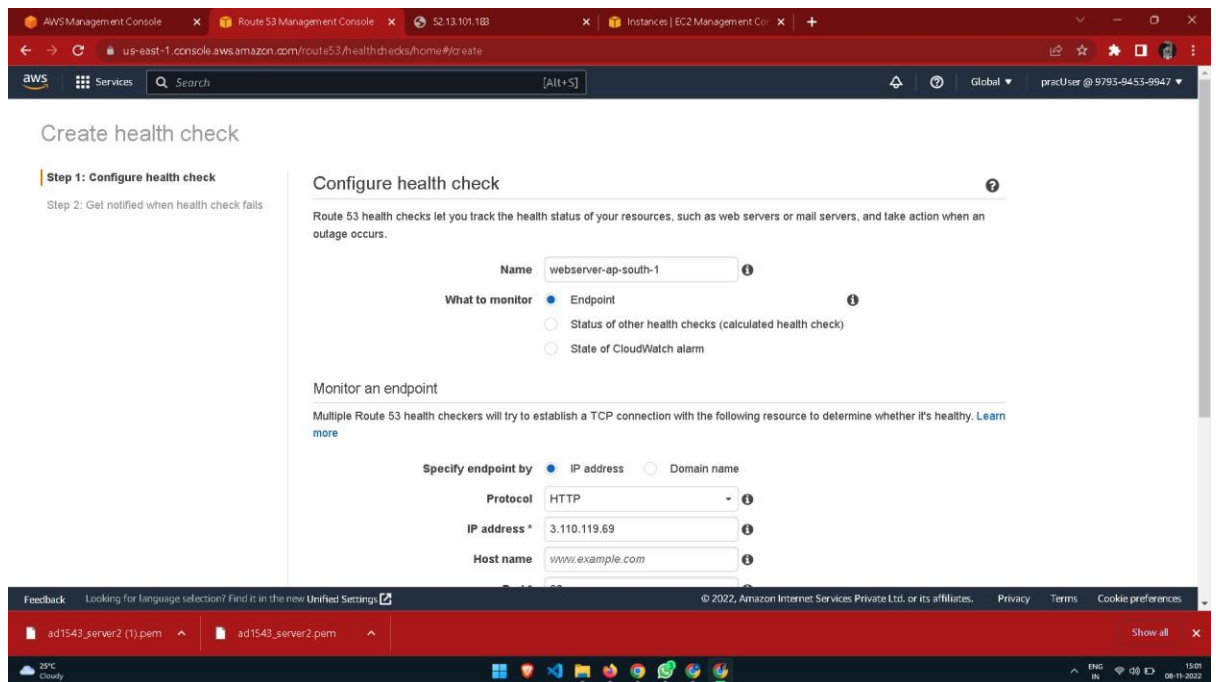 AWS Management Console
Route 53 Management Console
52.13.101.183
Instances | EC2 Management Cor
us-east-1.console.aws.amazon.com/route53/healthchecks/home#/create
aws Services Search [Alt+S] Global pracUser @ 9793-9453-9947
Create health check
Step 1: Configure health check
Step 2: Get notified when health check fails
Configure health check
Route 53 health checks let you track the health status of your resources, such as web servers or mail servers, and take action when an
outage occurs.
Name webserver-ap-south-1
What to monitor Endpoint
Status of other health checks (calculated health check)
State of CloudWatch alarm
Monitor an endpoint
Multiple Route 53 health checkers will try to establish a TCP connection with the following resource to determine whether it's healthy. Learn
more
Specify endpoint by IP address Domain name
Protocol HTTP
IP address * 3.110.119.69
Host name www.example.com
Feedback Looking for language selection? Find it in the new Unified Settings © 2022, Amazon Internet Services Private Ltd. or its affiliates. Privacy Terms Cookie preferences
ad1543_server2 (1).pem ad1543_server2.pem Show all
25°C
Cloudy
ENG
IN
15:01
08-11-2022